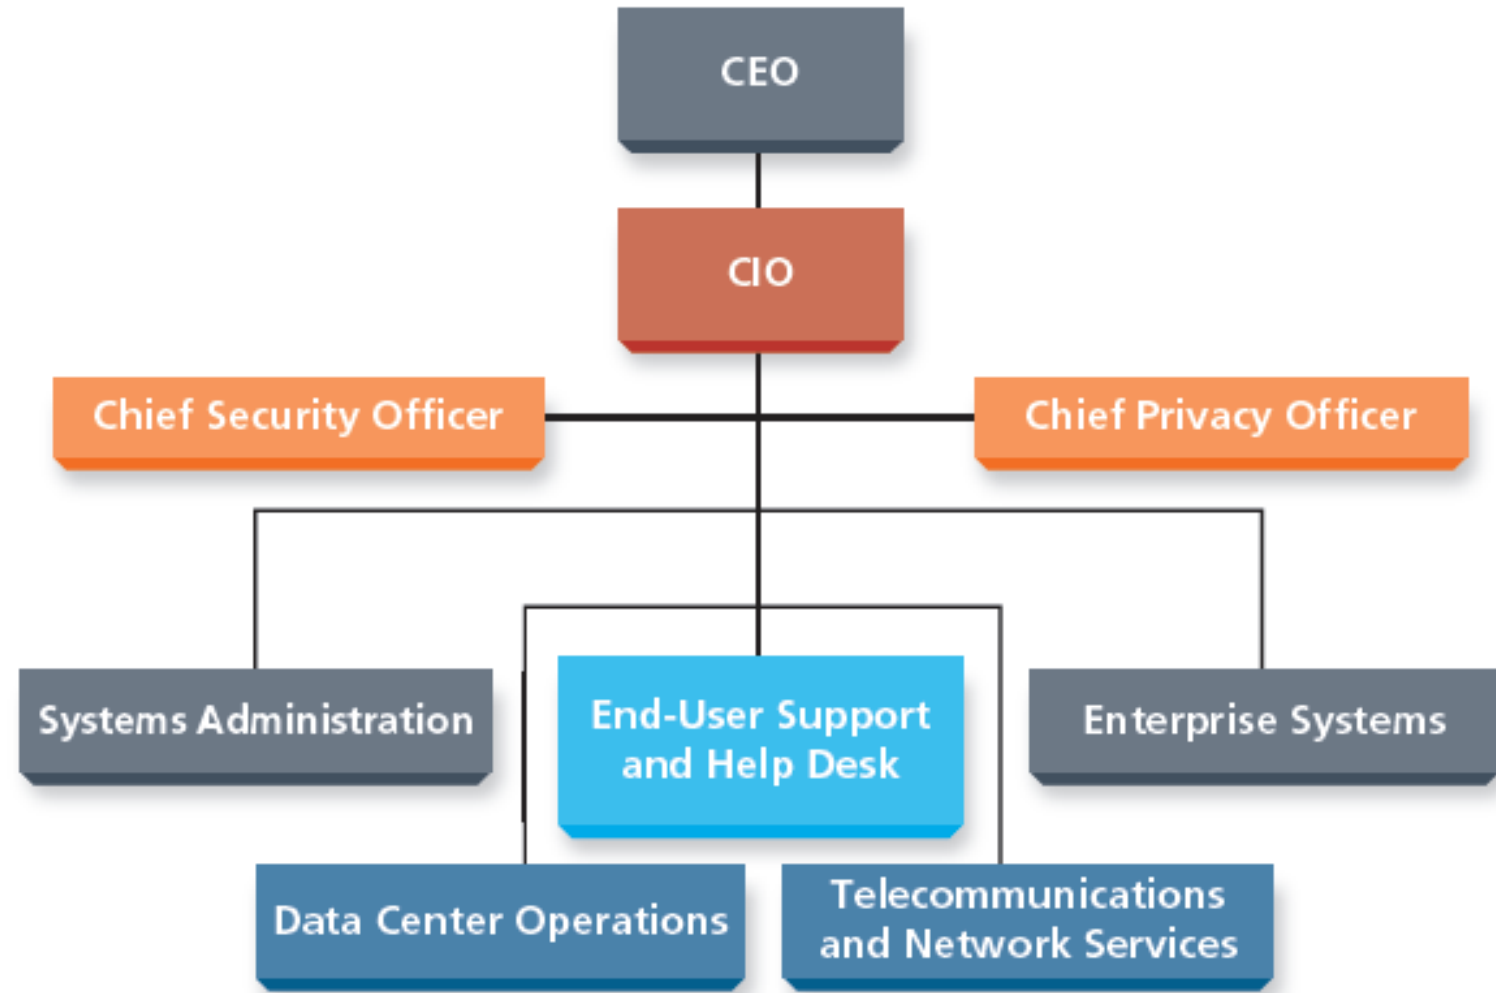 CEO
CIO
Chief Security Officer
Chief Privacy Officer
Systems Administration
End-User Support
and Help Desk
Enterprise Systems
Data Center Operations
Telecommunications
and Network Services